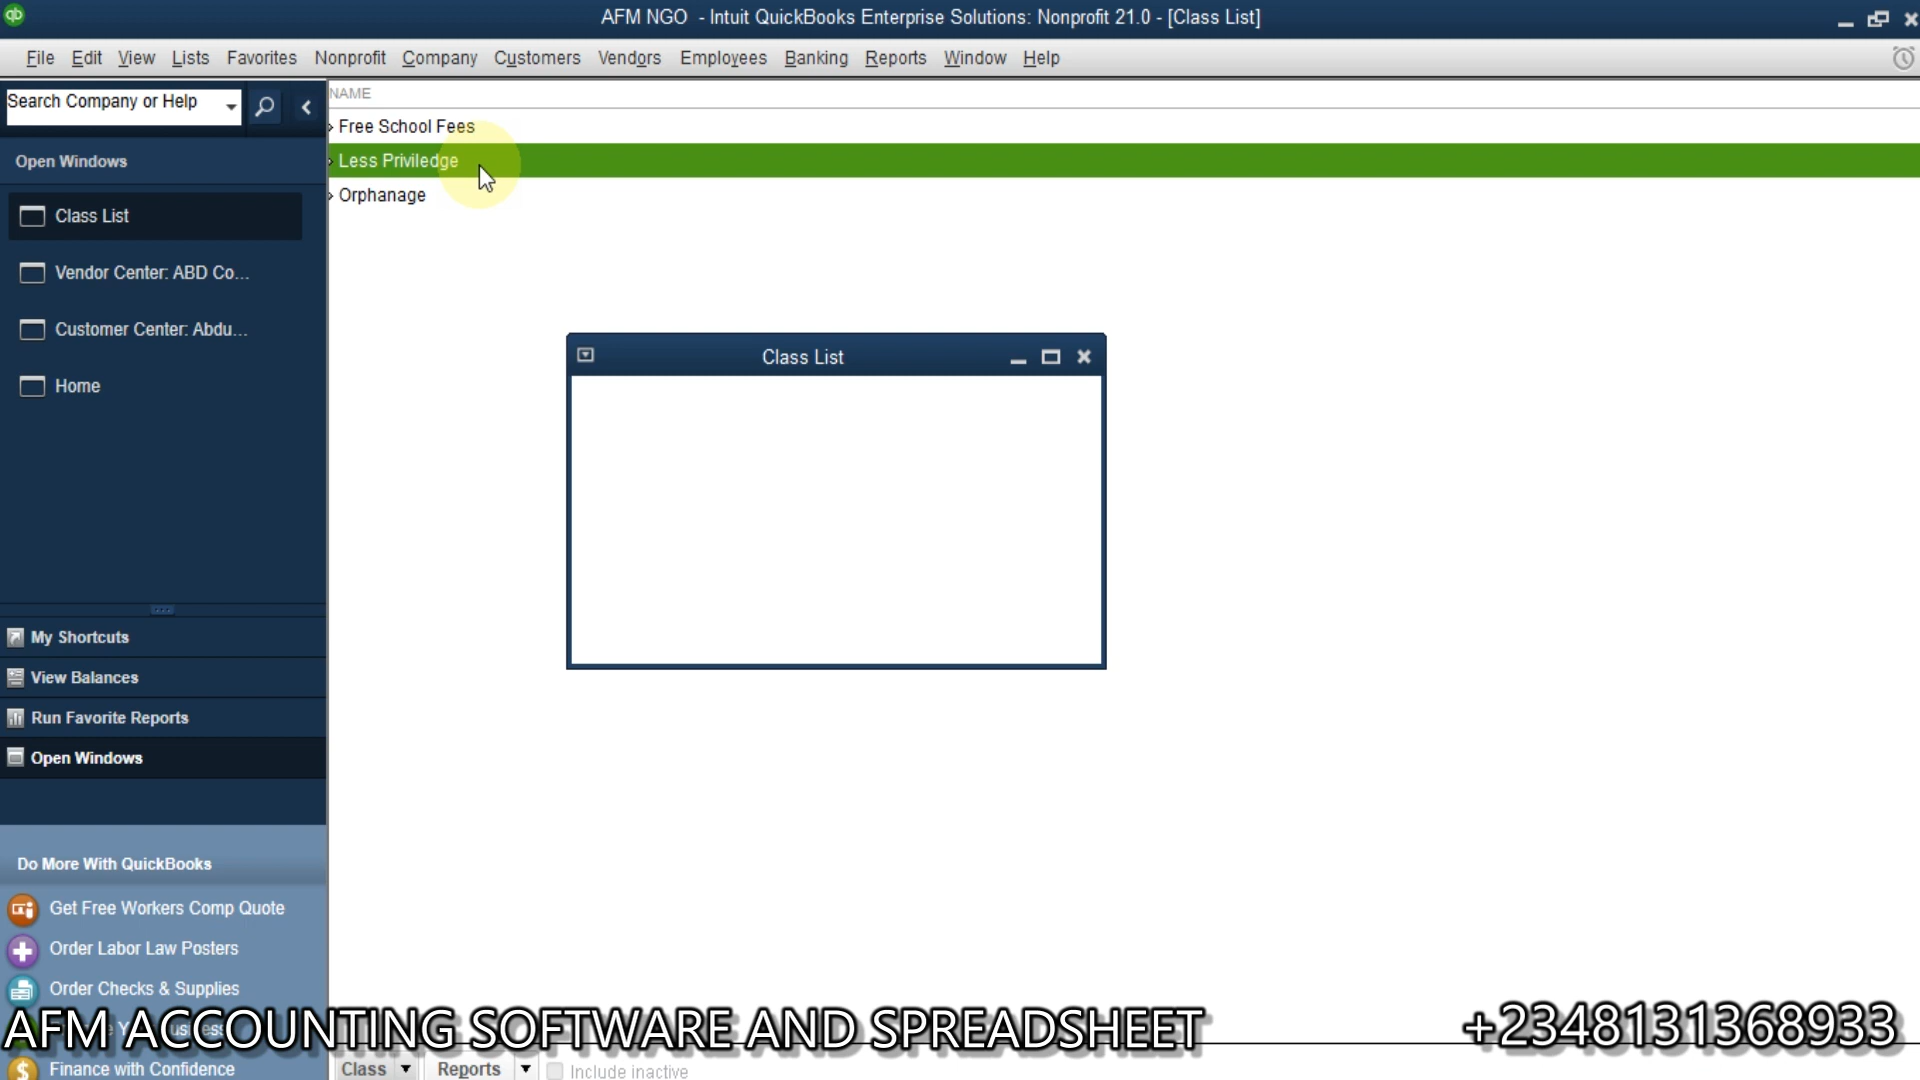 qb
AFM NGO - Intuit QuickBooks Enterprise Solutions: Nonprofit 21.0 - [Class List]
File Edit View Lists Favorites Nonprofit Company Customers Vendors Employees Banking Reports Window Help
Search Company or Help
NAME
Free School Fees
Less Priviledge
Orphanage
Open Windows
Class List
Vendor Center: ABD Co...
Customer Center: Abdu...
Home
Class List
My Shortcuts
View Balances
Run Favorite Reports
Open Windows
Do More With QuickBooks
Get Free Workers Comp Quote
Order Labor Law Posters
Order Checks & Supplies
AFM ACCOUNTING SOFTWARE AND SPREADSHEET
+2348131368933
Finance with Confidence
Class Reports Include inactive